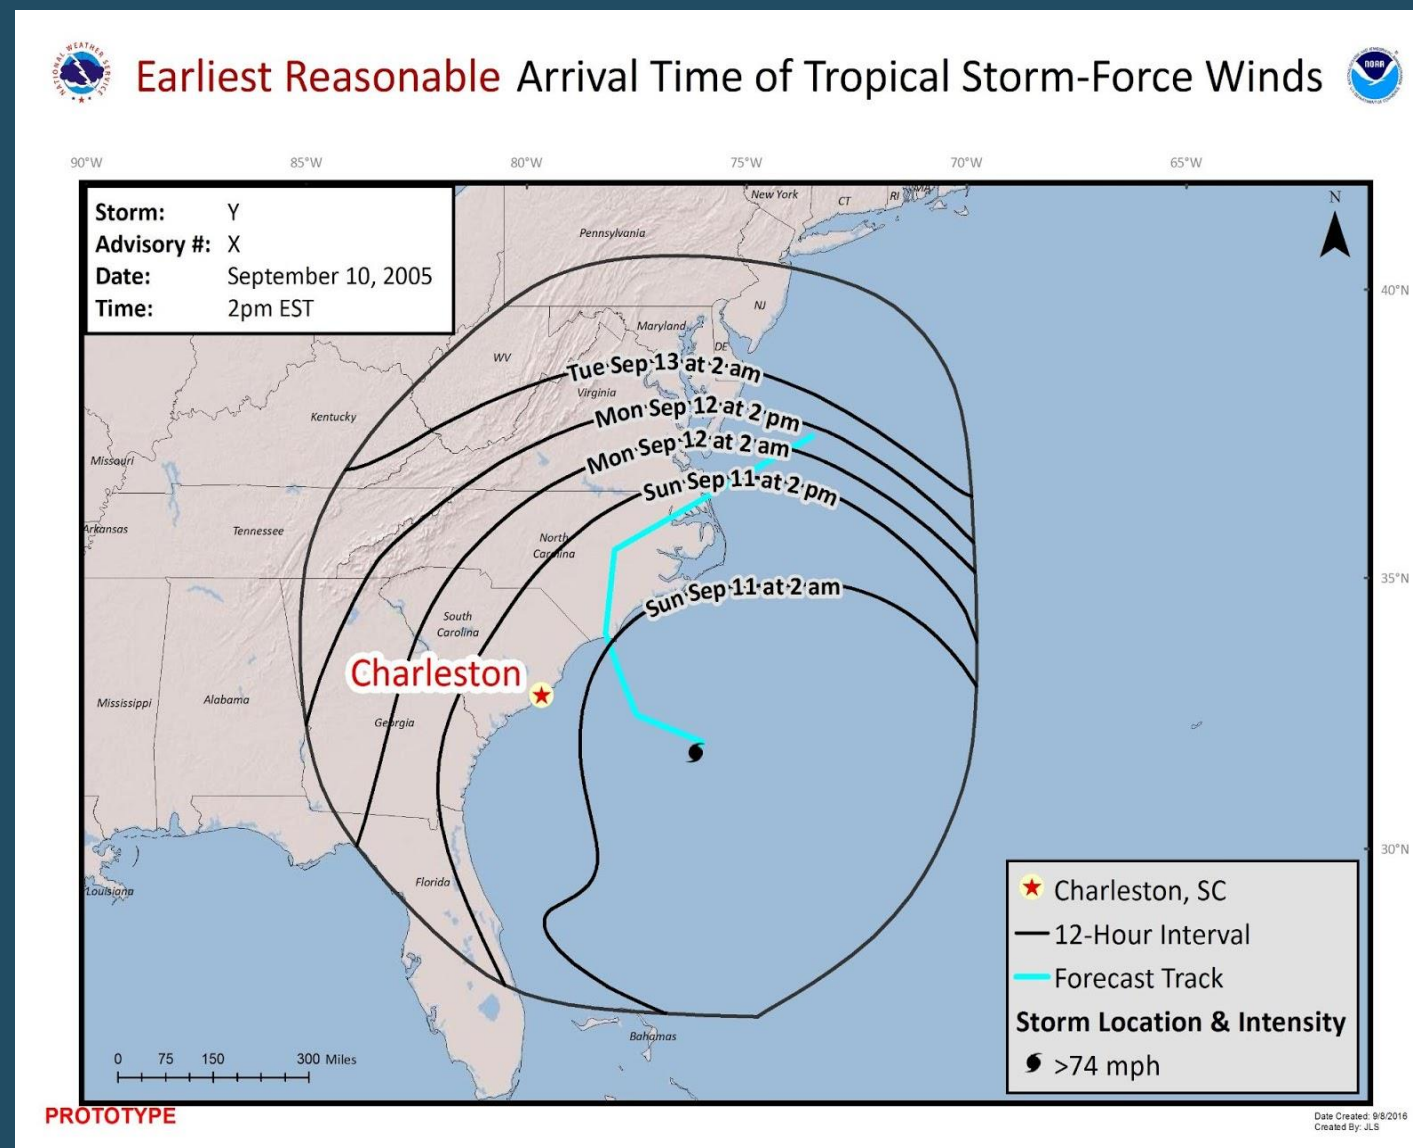 Earliest Reasonable Arrival Time of Tropical Storm-Force Winds
NATIONAL WEATHER SERVICE
NOAA
90°W 85°W 80°W 75°W 70°W 65°W
Storm: Y
Advisory #: X
Date: September 10, 2005
Time: 2pm EST
N
New York
CT
RI
MA
Pennsylvania
40°N
NJ
Maryland
DE
WV
Tue Sep 13 at 2 am
Virginia
Kentucky
Mon Sep 12 at 2 pm
Mon Sep 12 at 2 am
Missouri
Sun Sep 11 at 2 pm
Arkansas
Tennessee
North
Carolina
35°N
Sun Sep 11 at 2 am
South
Carolina
Charleston
Mississippi
Alabama
Georgia
30°N
Florida
Louisiana
Bahamas
Charleston, SC
12-Hour Interval
Forecast Track
Storm Location & Intensity
>74 mph
0 75 150 300 Miles
PROTOTYPE
Date Created: 9/8/2016
Created By: JLS